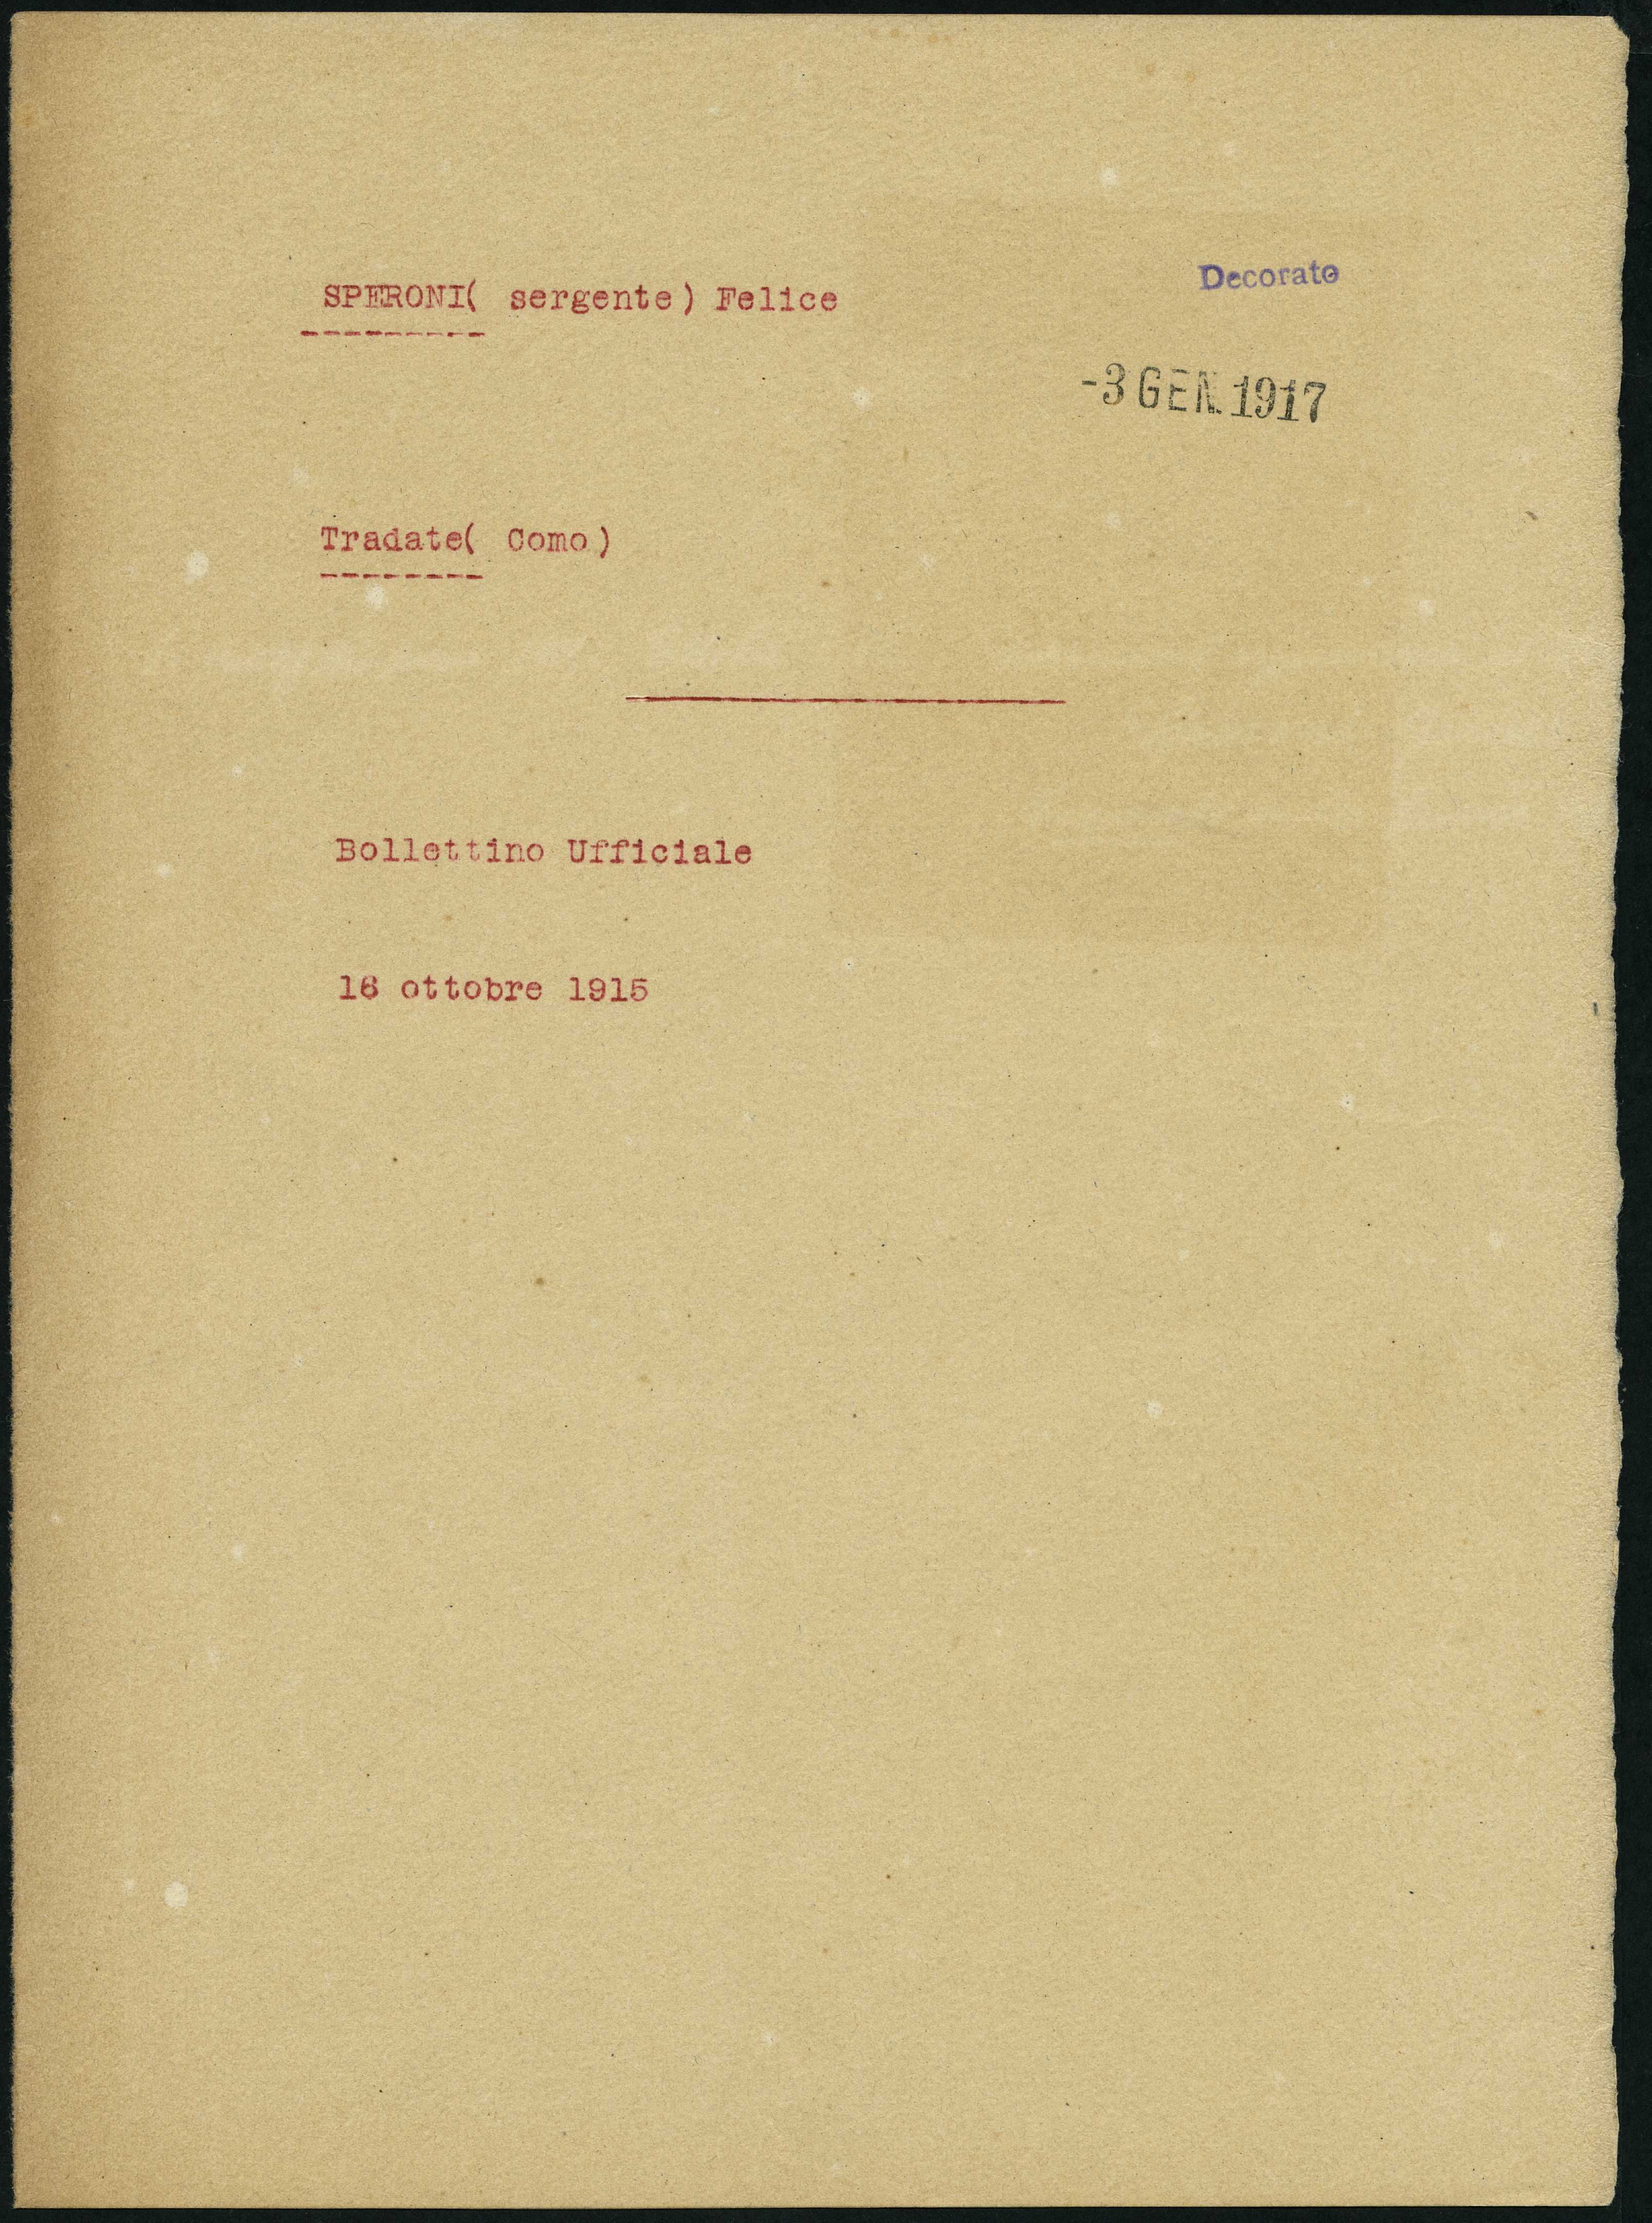 SPERONI( sergente) Felice
Decorato
-3 GEN. 1917
Tradate( Como)
Bollettino Ufficiale
16 ottobre 1915